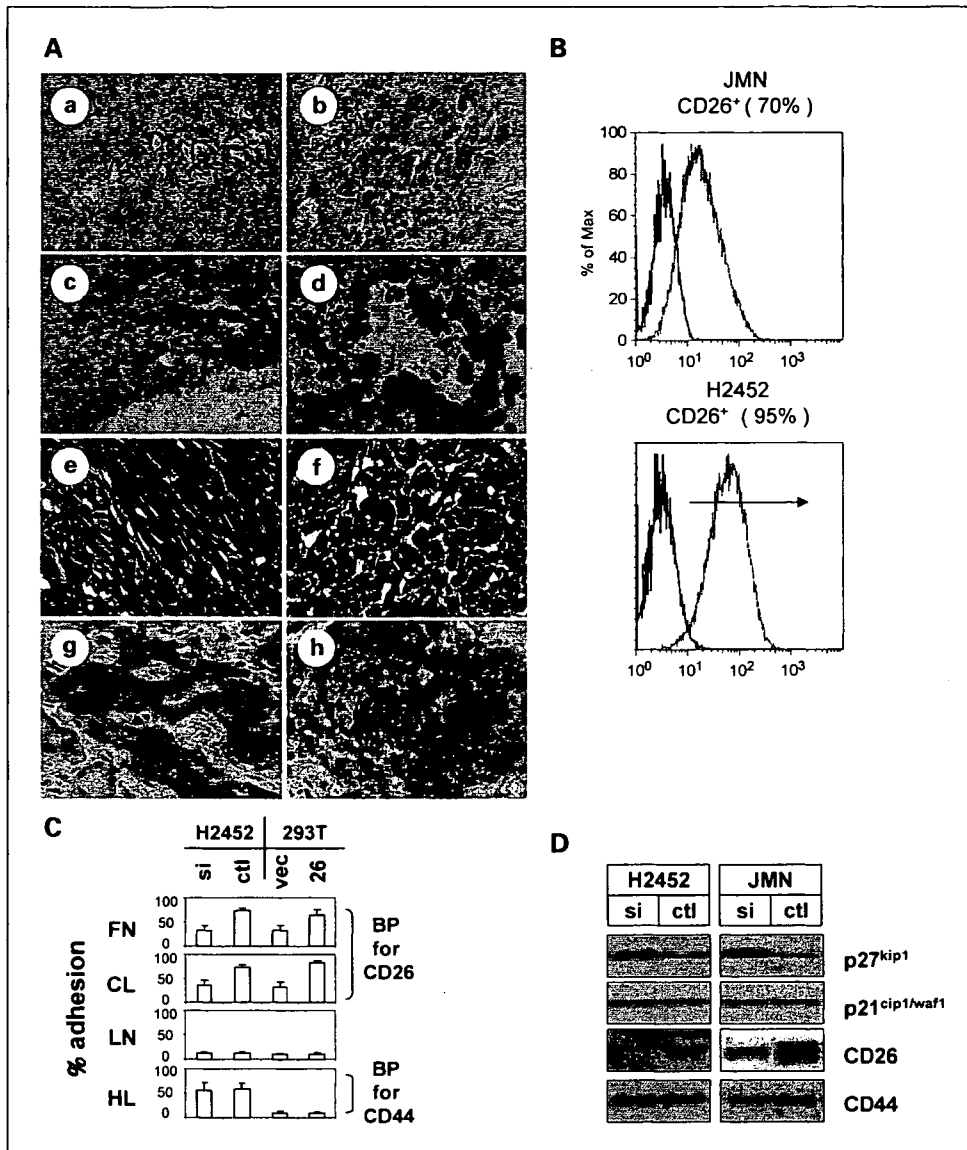 A
a
b
c
d
e
f
g
h
B
JMN
CD26⁺ ( 70%)
% of Max
100
80
60
40
20
0
10⁰ 10¹ 10² 10³
H2452
CD26⁺ ( 95%)
10⁰ 10¹ 10² 10³
C
H2452 293T
si ctl vec 26
% adhesion
FN 100 50 0
CL 100 50 0
BP for CD26
LN 100 50 0
HL 100 50 0
BP for CD44
D
H2452 JMN
si ctl si ctl
p27ᵏⁱᵖ¹
p21ᶜⁱᵖ¹/ʷᵃᶠ¹
CD26
CD44